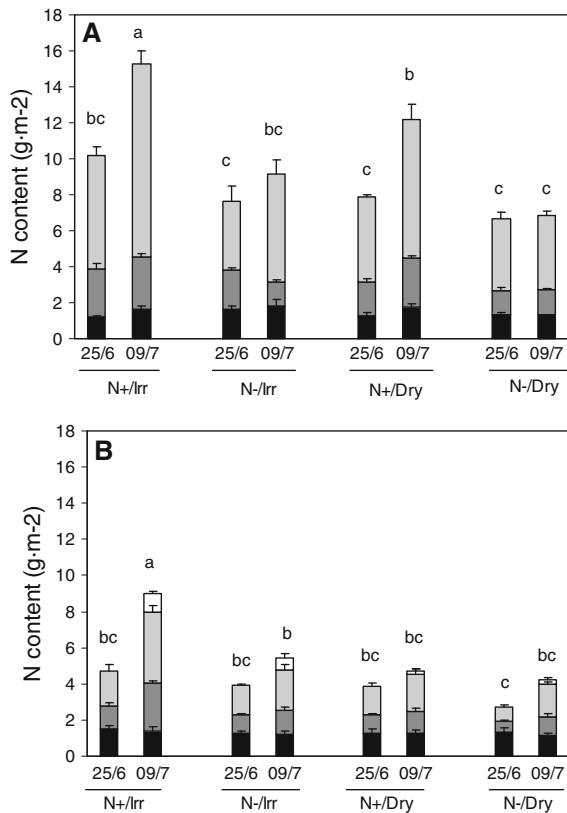 A
N content (g·m-2)
18
16
14
12
10
8
6
4
2
0
bc
a
c
bc
c
b
c
c
25/6 09/7 25/6 09/7 25/6 09/7 25/6 09/7
N+/Irr N-/Irr N+/Dry N-/Dry
B
N content (g·m-2)
18
16
14
12
10
8
6
4
2
0
bc
a
bc
b
bc
bc
c
bc
25/6 09/7 25/6 09/7 25/6 09/7 25/6 09/7
N+/Irr N-/Irr N+/Dry N-/Dry